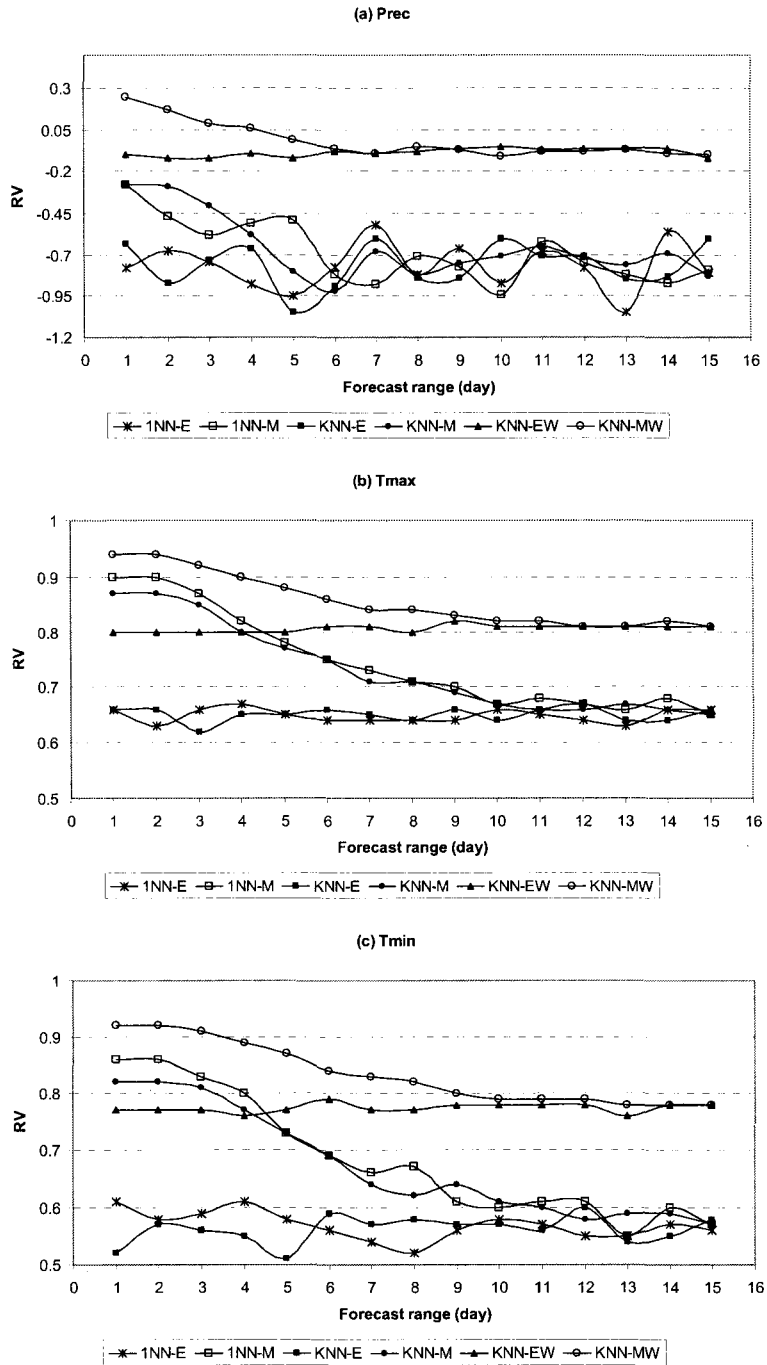 (a) Prec
0.3
0.05
-0.2
-0.45
-0.7
-0.95
-1.2
RV
0 1 2 3 4 5 6 7 8 9 10 11 12 13 14 15 16
Forecast range (day)
1NN-E 1NN-M KNN-E KNN-M KNN-EW KNN-MW
(b) Tmax
1
0.9
0.8
0.7
0.6
0.5
RV
0 1 2 3 4 5 6 7 8 9 10 11 12 13 14 15 16
Forecast range (day)
1NN-E 1NN-M KNN-E KNN-M KNN-EW KNN-MW
(c) Tmin
1
0.9
0.8
0.7
0.6
0.5
RV
0 1 2 3 4 5 6 7 8 9 10 11 12 13 14 15 16
Forecast range (day)
1NN-E 1NN-M KNN-E KNN-M KNN-EW KNN-MW